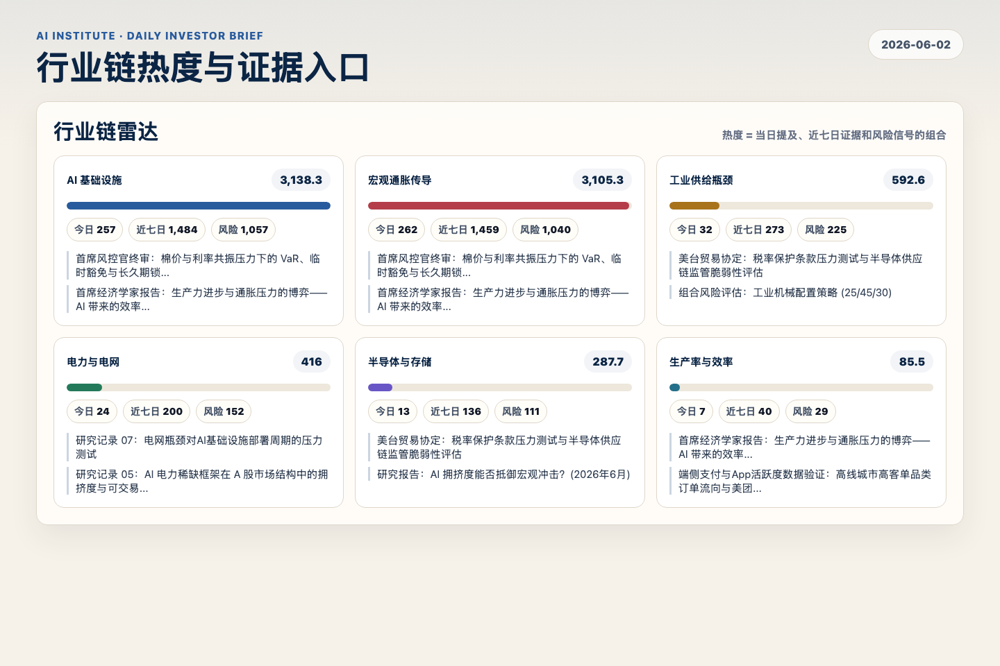 AI INSTITUTE · DAILY INVESTOR BRIEF
2026-06-02
行业链热度与证据入口
行业链雷达
热度 = 当日提及、近七日证据和风险信号的组合
AI 基础设施
3,138.3
今日 257
近七日 1,484
风险 1,057
首席风控官终审：棉价与利率共振压力下的 VaR、临
时豁免与长久期锁...
首席经济学家报告：生产力进步与通胀压力的博弈——
AI 带来的效率...
宏观通胀传导
3,105.3
今日 262
近七日 1,459
风险 1,040
首席风控官终审：棉价与利率共振压力下的 VaR、临
时豁免与长久期锁...
首席经济学家报告：生产力进步与通胀压力的博弈——
AI 带来的效率...
工业供给瓶颈
592.6
今日 32
近七日 273
风险 225
美台贸易协定：税率保护条款压力测试与半导体供应
链监管脆弱性评估
组合风险评估：工业机械配置策略 (25/45/30)
电力与电网
416
今日 24
近七日 200
风险 152
研究记录 07：电网瓶颈对AI基础设施部署周期的压力
测试
研究记录 05：AI 电力稀缺框架在 A 股市场结构中的拥
挤度与可交易...
半导体与存储
287.7
今日 13
近七日 136
风险 111
美台贸易协定：税率保护条款压力测试与半导体供应
链监管脆弱性评估
研究报告：AI 拥挤度能否抵御宏观冲击？(2026年6月)
生产率与效率
85.5
今日 7
近七日 40
风险 29
首席经济学家报告：生产力进步与通胀压力的博弈——
AI 带来的效率...
端侧支付与App活跃度数据验证：高线城市高客单品类
订单流向与美团...